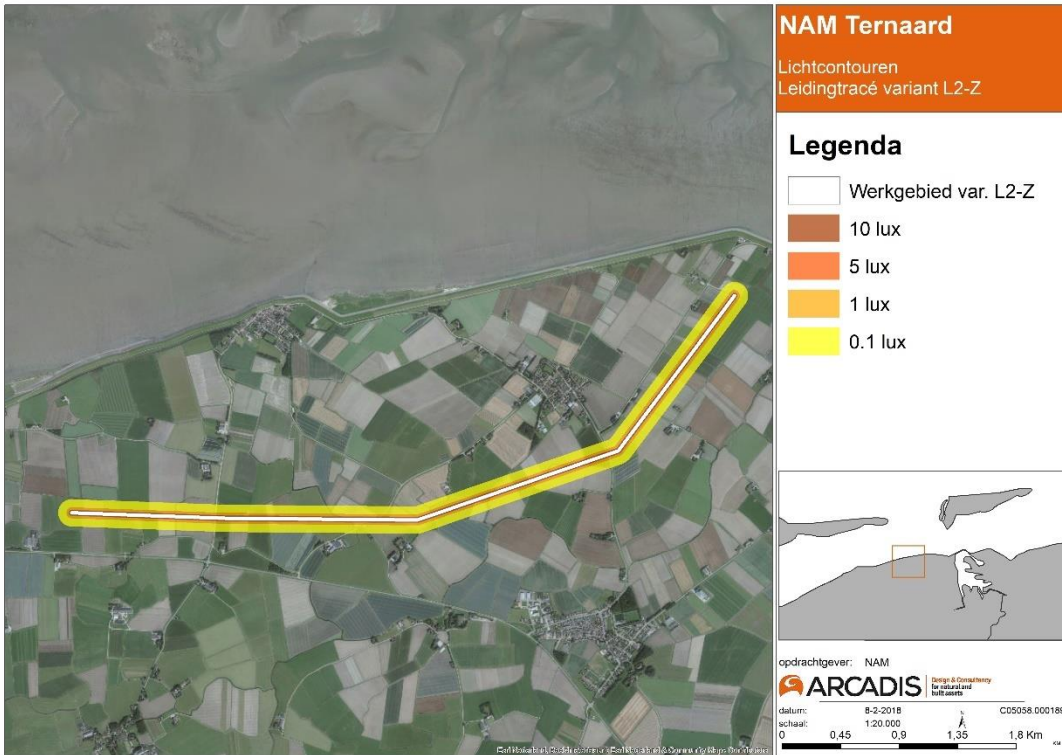 NAM Ternaard
Lichtcontouren
Leidingtracé variant L2-Z
Legenda
Werkgebied var. L2-Z
10 lux
5 lux
1 lux
0.1 lux
opdrachtgever: NAM
ARCADIS
Design & Consultancy
for natural and
built assets
datum: 8-2-2018
C05058.000189
schaal: 1:20.000
0 0,45 0,9 1,35 1,8 Km